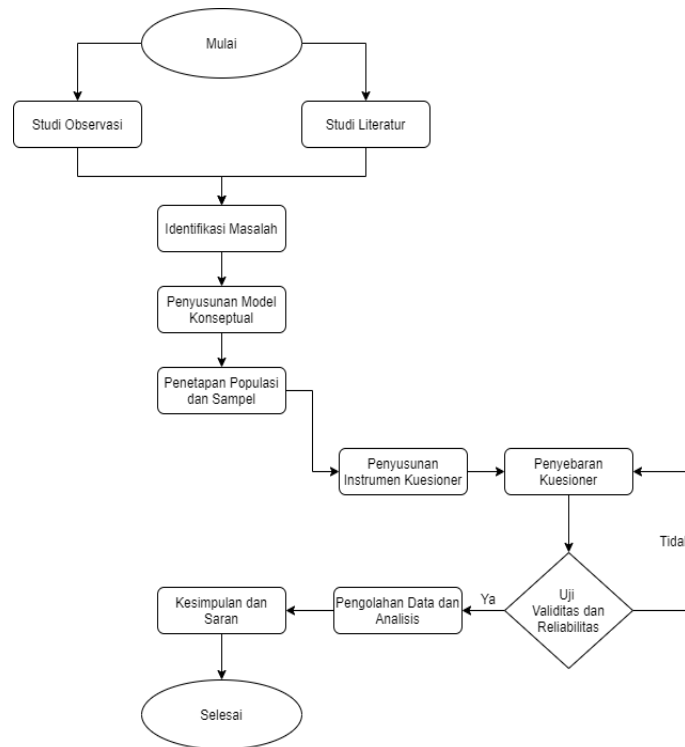 Mulai
Studi Observasi
Studi Literatur
Identifikasi Masalah
Penyusunan Model
Konseptual
Penetapan Populasi
dan Sampel
Penyusunan
Instrumen Kuesioner
Penyebaran
Kuesioner
Tidak
Uji
Validitas dan
Reliabilitas
Ya
Pengolahan Data dan
Analisis
Kesimpulan dan
Saran
Selesai